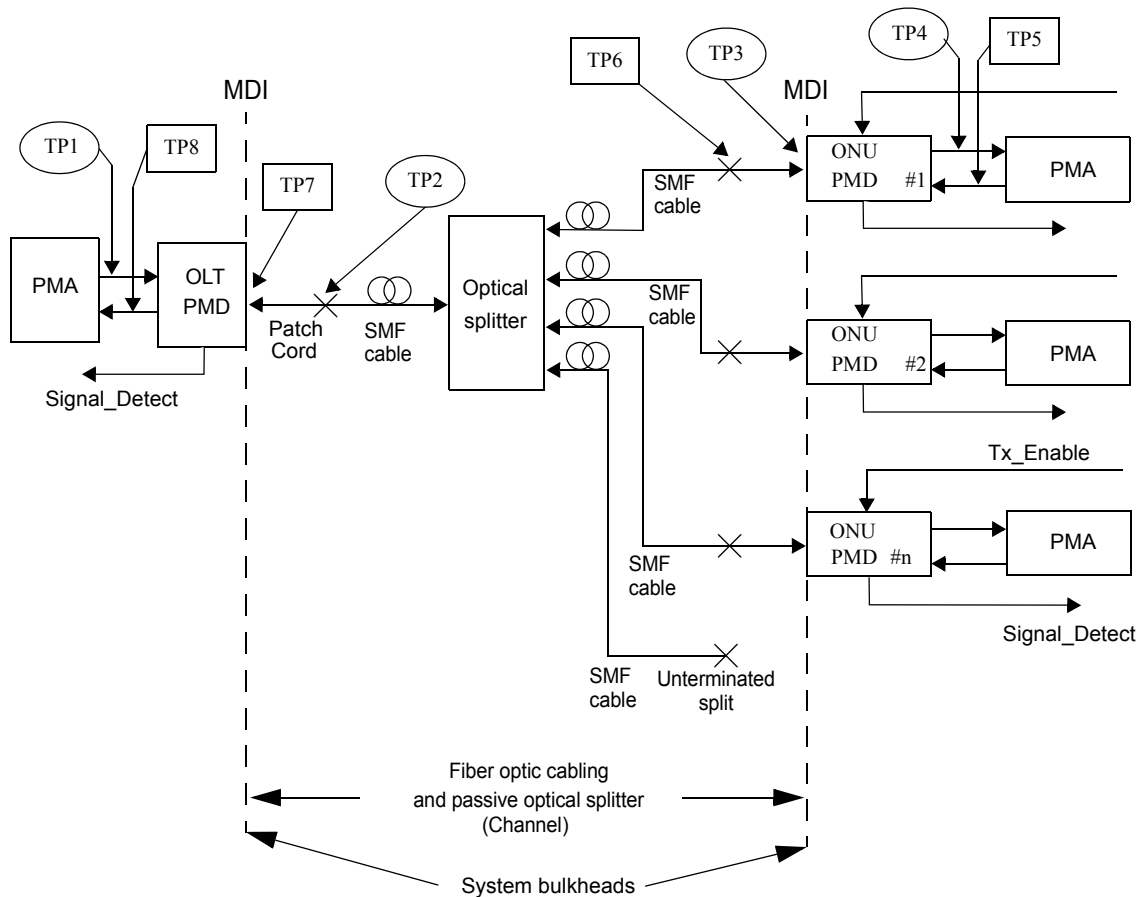 TP6
TP3
TP4
TP5
MDI
MDI
TP1
TP8
TP7
TP2
ONU
PMD #1
PMA
SMF
cable
PMA
OLT
PMD
Optical
splitter
Patch
Cord
SMF
cable
SMF
cable
ONU
PMD #2
PMA
Signal_Detect
Tx_Enable
ONU
PMD #n
PMA
SMF
cable
Signal_Detect
SMF
cable
Unterminated
split
Fiber optic cabling
and passive optical splitter
(Channel)
System bulkheads